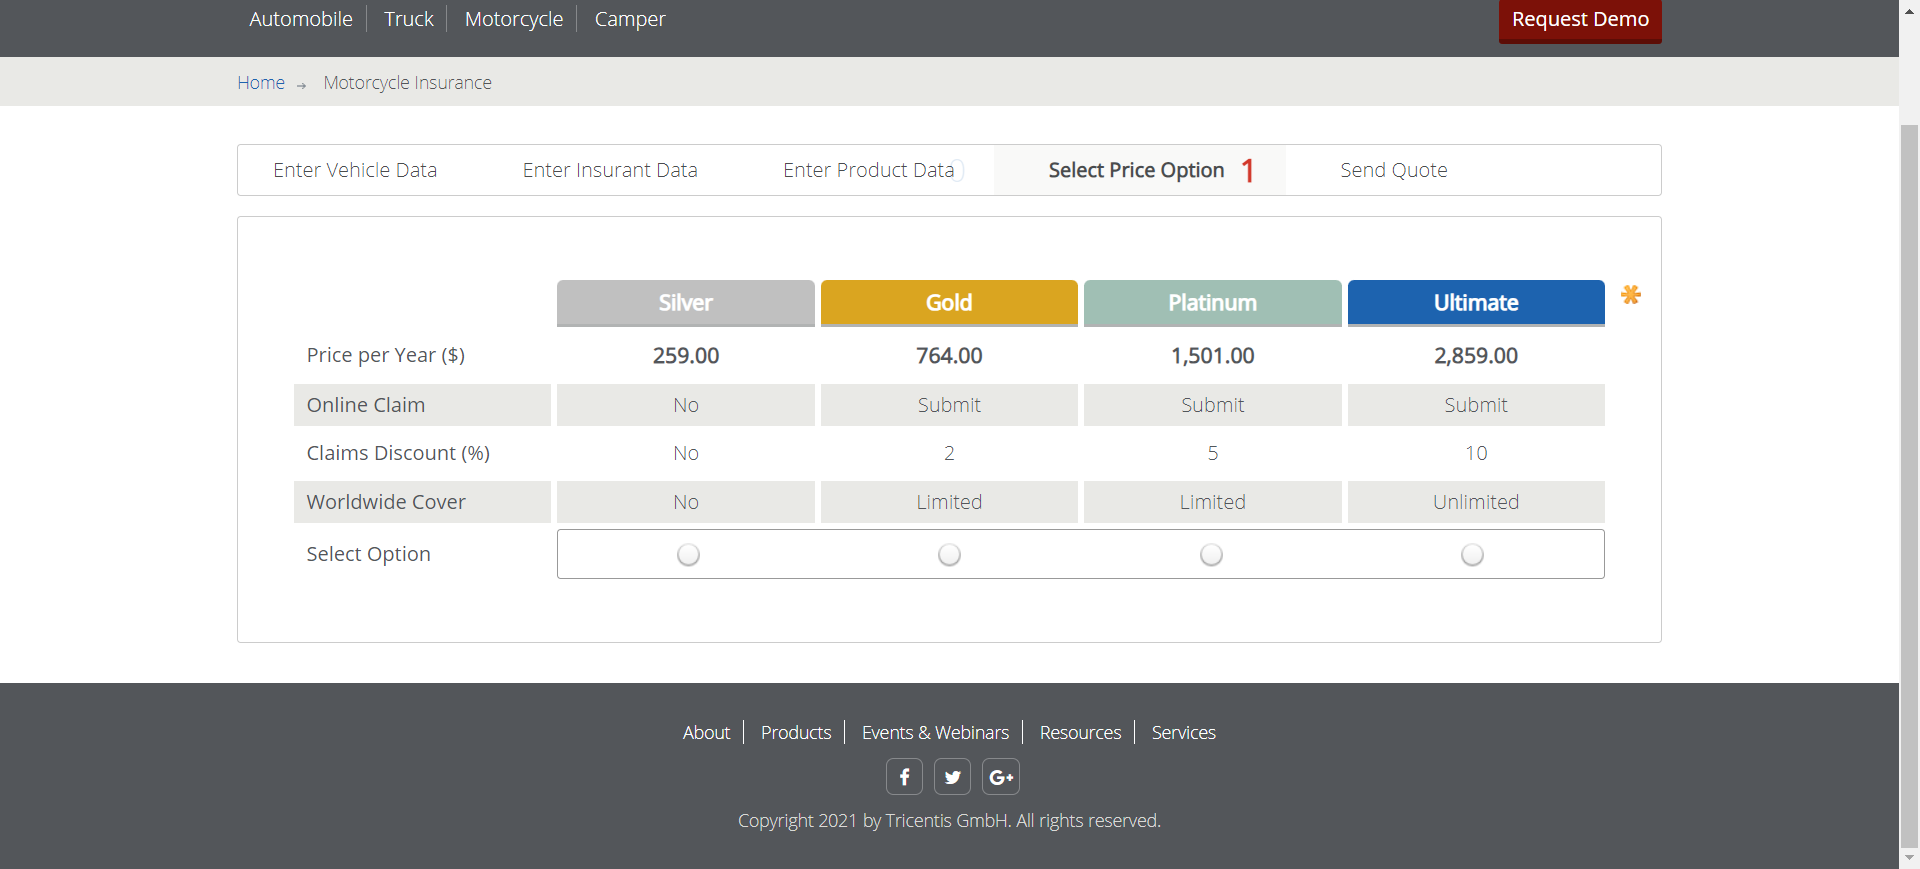 Automobile Truck Motorcycle Camper Request Demo
Home → Motorcycle Insurance
Enter Vehicle Data Enter Insurant Data Enter Product Data 0 Select Price Option 1 Send Quote
Silver Gold Platinum Ultimate *
Price per Year ($) 259.00 764.00 1,501.00 2,859.00
Online Claim No Submit Submit Submit
Claims Discount (%) No 2 5 10
Worldwide Cover No Limited Limited Unlimited
Select Option
About Products Events & Webinars Resources Services
f G+
Copyright 2021 by Tricentis GmbH. All rights reserved.